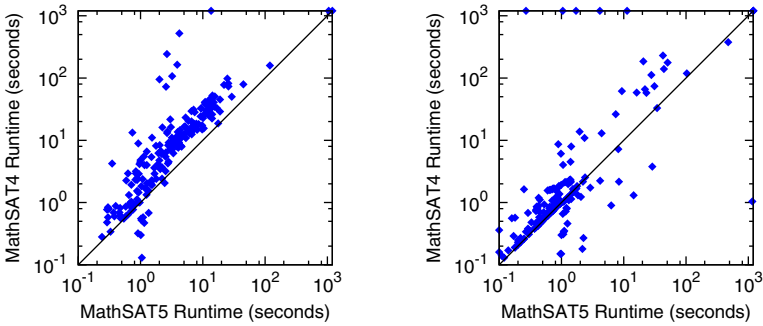 10³
10²
10¹
10⁰
10⁻¹
MathSAT4 Runtime (seconds)
10⁻¹ 10⁰ 10¹ 10² 10³
MathSAT5 Runtime (seconds)
10³
10²
10¹
10⁰
10⁻¹
MathSAT4 Runtime (seconds)
10⁻¹ 10⁰ 10¹ 10² 10³
MathSAT5 Runtime (seconds)